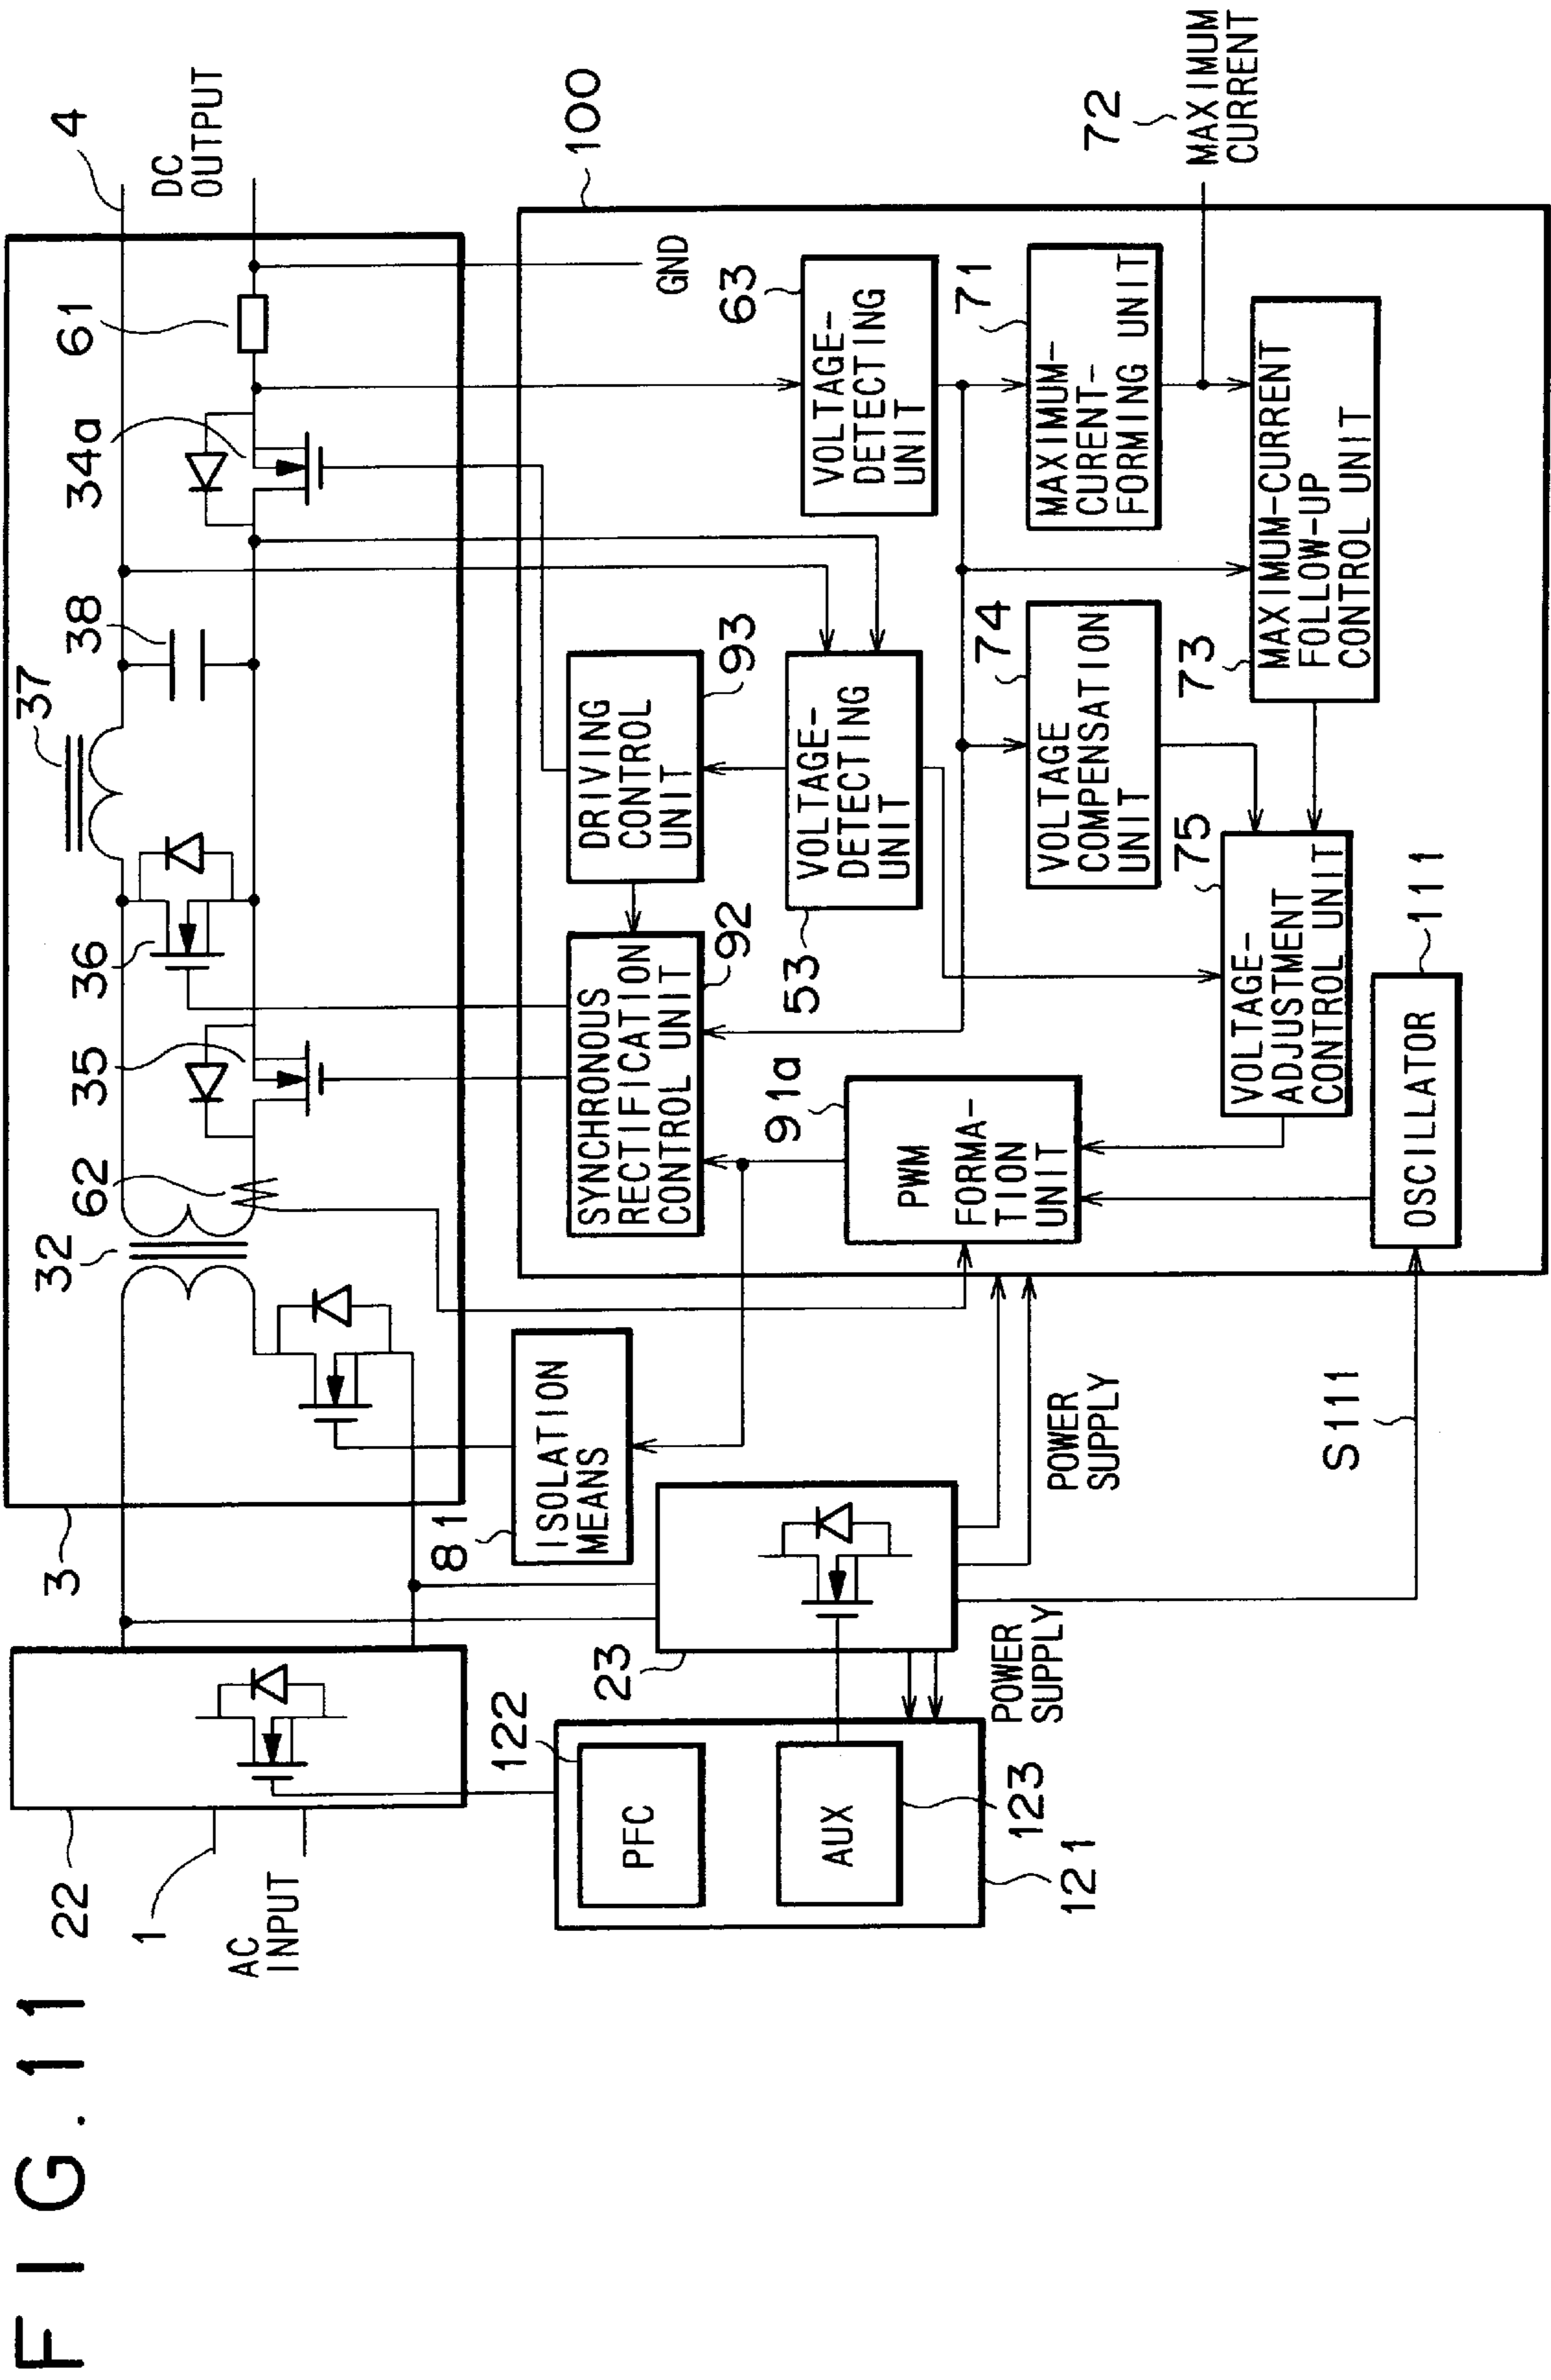 FIG.11
22
1
AC
INPUT
3
32
62
35
36
37
38
34a
61
4
DC
OUTPUT
100
GND
81
ISOLATION
MEANS
SYNCHRONOUS
RECTIFICATION
CONTROL UNIT
92
DRIVING
CONTROL
UNIT
93
VOLTAGE-
DETECTING
UNIT
53
VOLTAGE-
DETECTING
UNIT
63
91a
PWM
FORMA-
TION
UNIT
VOLTAGE
COMPENSATION
UNIT
74
MAXIMUM-
CURENT-
FORMING UNIT
71
72
MAXIMUM
CURRENT
VOLTAGE-
ADJUSTMENT
CONTROL UNIT
75
MAXIMUM-CURRENT
FOLLOW-UP
CONTROL UNIT
73
OSCILLATOR
111
S111
POWER
SUPPLY
POWER
SUPPLY
23
122
PFC
AUX
123
121